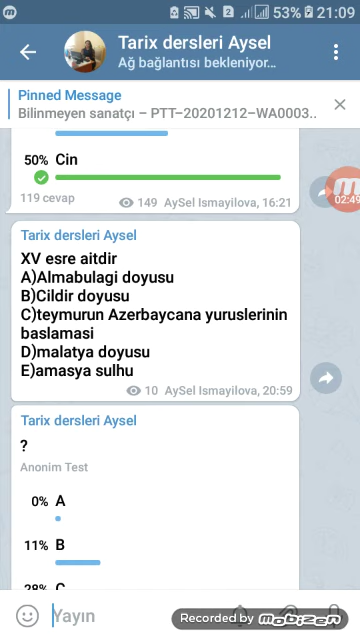 53% 21:09
Tarix dersleri Aysel
Ağ bağlantısı bekleniyor...
Pinned Message
Bilinmeyen sanatçı – PTT–20201212–WA0003..
50% Cin
119 cevap 149 AySel Ismayilova, 16:21
02:49
Tarix dersleri Aysel
XV esre aitdir
A)Almabulagi doyusu
B)Cildir doyusu
C)teymurun Azerbaycana yuruslerinin
baslamasi
D)malatya doyusu
E)amasya sulhu
10 AySel Ismayilova, 20:59
Tarix dersleri Aysel
?
Anonim Test
0% A
11% B
28% C
Yayın
Recorded by mobizen